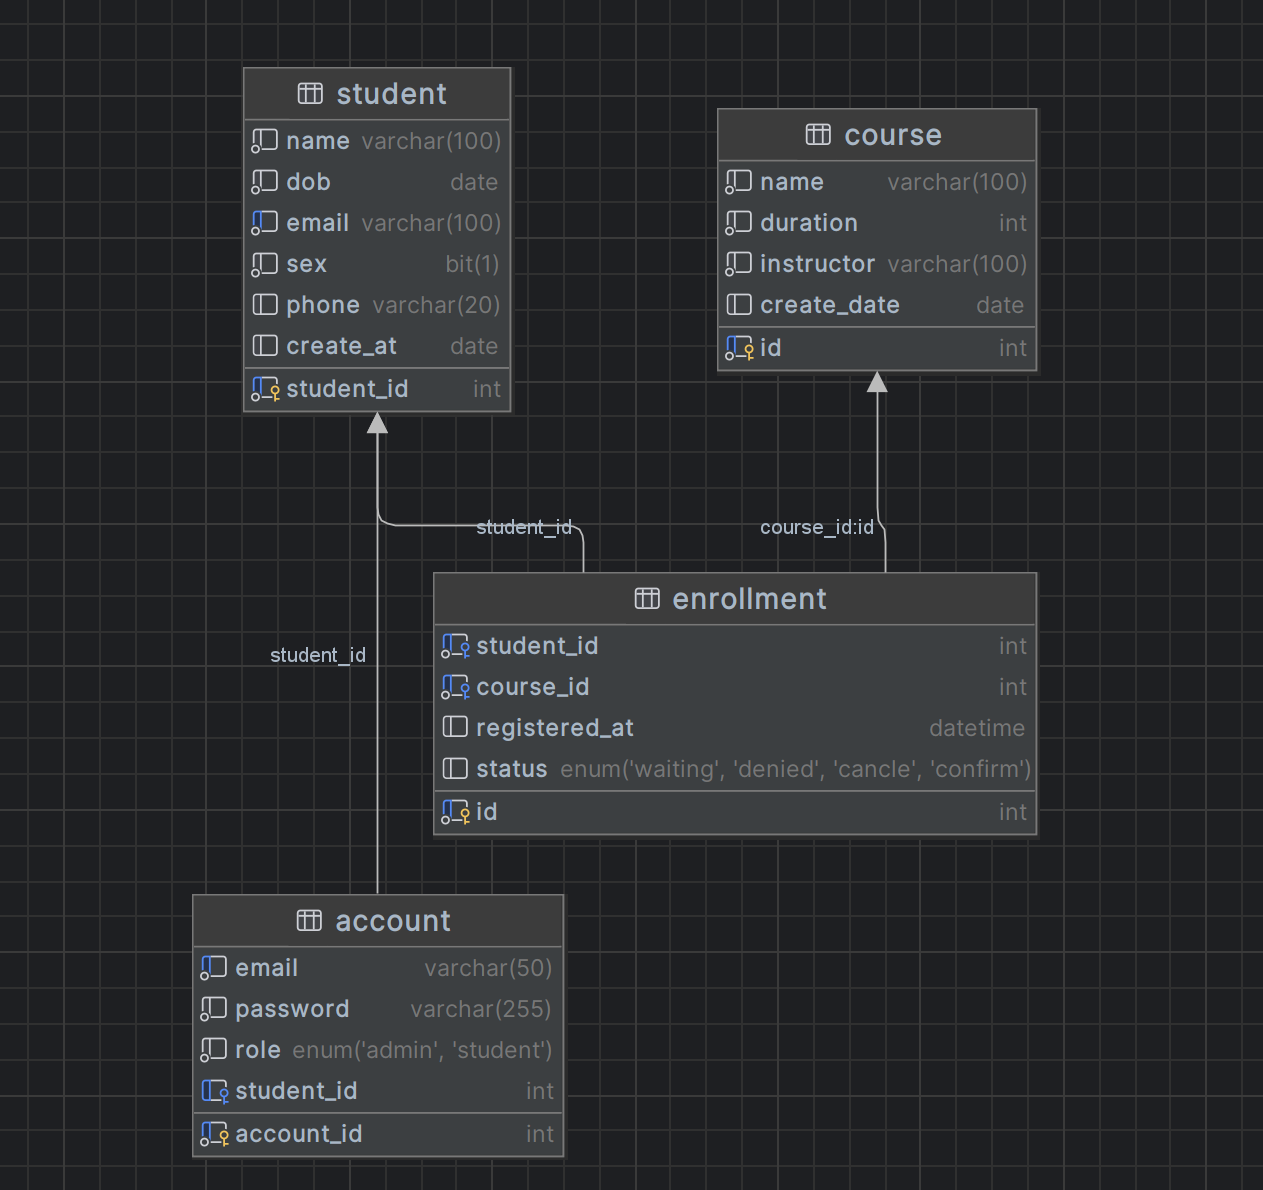 student
name varchar(100)
dob date
email varchar(100)
sex bit(1)
phone varchar(20)
create_at date
student_id int
course
name varchar(100)
duration int
instructor varchar(100)
create_date date
id int
student_id
course_id:id
enrollment
student_id int
course_id int
registered_at datetime
status enum('waiting', 'denied', 'cancle', 'confirm')
id int
student_id
account
email varchar(50)
password varchar(255)
role enum('admin', 'student')
student_id int
account_id int